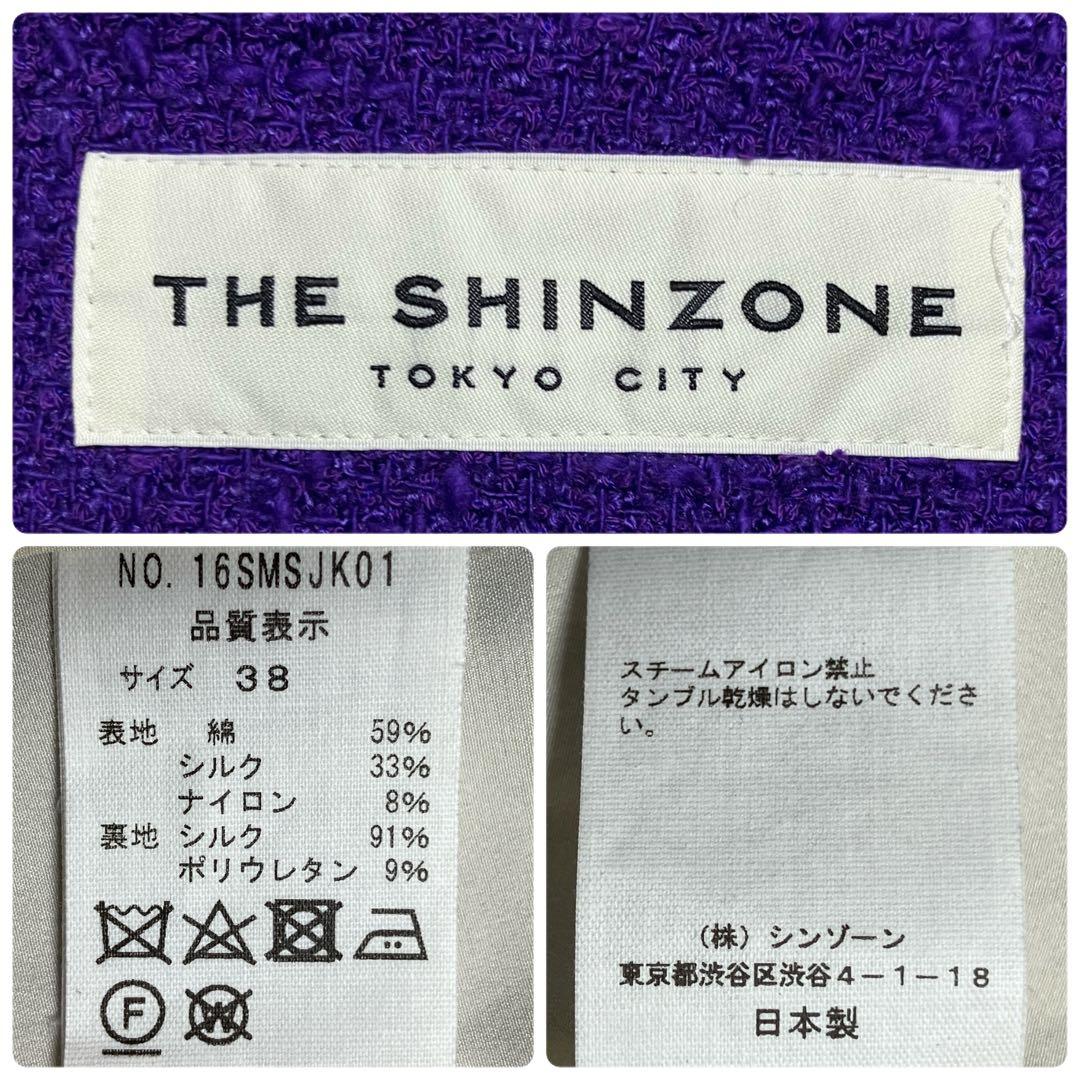 THE SHINZONE
TOKYO CITY
NO. 16SMSJK01
品質表示
サイズ 38
表地 綿 59%
シルク 33%
ナイロン 8%
裏地 シルク 91%
ポリウレタン 9%
F W
スチームアイロン禁止
タンブル乾燥はしないでくださ
い。
(株) シンゾーン
東京都渋谷区渋谷4-1-18
日本製